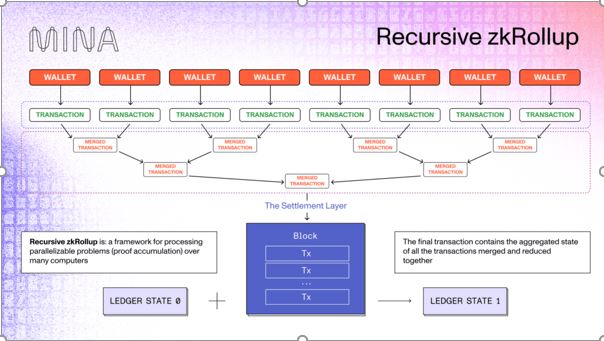 MINA
Recursive zkRollup
WALLET WALLET WALLET WALLET WALLET WALLET WALLET WALLET
TRANSACTION TRANSACTION TRANSACTION TRANSACTION TRANSACTION TRANSACTION TRANSACTION TRANSACTION
MERGED
TRANSACTION
MERGED
TRANSACTION
MERGED
TRANSACTION
MERGED
TRANSACTION
MERGED
TRANSACTION
MERGED
TRANSACTION
MERGED
TRANSACTION
The Settlement Layer
Block
Tx
Tx
...
Tx
Recursive zkRollup is: a framework for processing
parallelizable problems (proof accumulation) over
many computers
The final transaction contains the aggregated state
of all the transactions merged and reduced
together
LEDGER STATE 0
+
LEDGER STATE 1